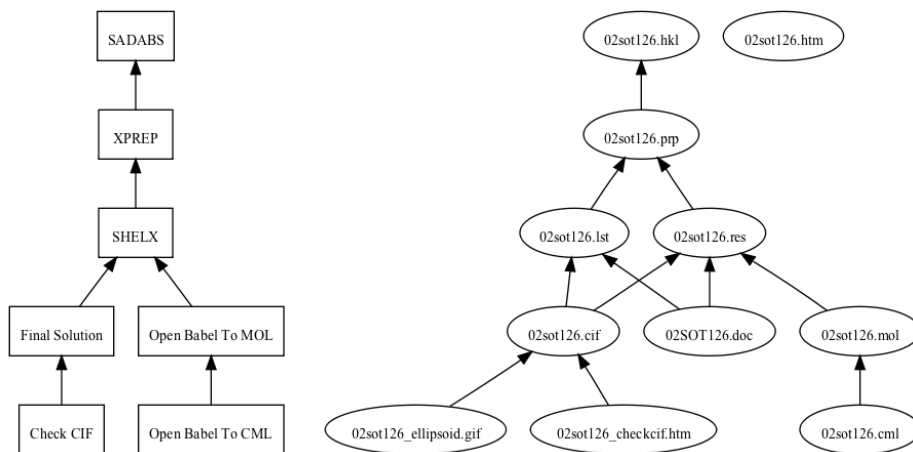 SADABS
XPREP
SHELX
Final Solution
Open Babel To MOL
Check CIF
Open Babel To CML
02sot126.hkl
02sot126.htm
02sot126.prp
02sot126.lst
02sot126.res
02sot126.cif
02SOT126.doc
02sot126.mol
02sot126_ellipsoid.gif
02sot126_checkcif.htm
02sot126.cml